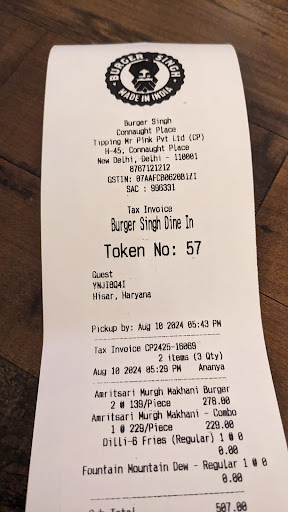 BURGER SINGH
MADE IN INDIA
Burger Singh
Connaught Place
Tipping Mr Pink Pvt Ltd (CP)
H-45, Connaught Place
New Delhi, Delhi - 110001
8767121212
GSTIN: 07AAFCB0620B1ZI
SAC : 996331
Tax Invoice
Burger Singh Dine In
Token No: 57
Guest
YNJI8Q4I
Hisar, Haryana
Pickup by: Aug 10 2024 05:43 PM
Tax Invoice CP2425-16089
2 items (3 Qty)
Aug 10 2024 05:29 PM Ananya
Amritsari Murgh Makhani Burger
2 @ 139/Piece 278.00
Amritsari Murgh Makhani - Combo
1 @ 229/Piece 229.00
Dilli-6 Fries (Regular) 1 @ 0
0.00
Fountain Mountain Dew - Regular 1 @ 0
0.00
Sub Total 507.00